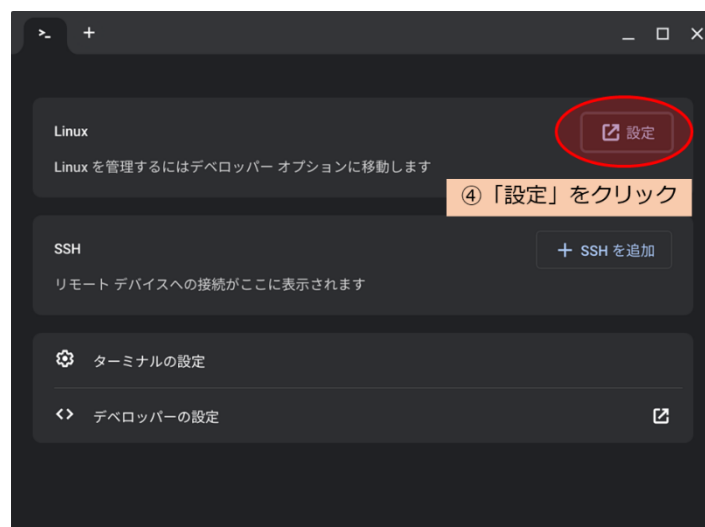 Linux
設定
Linux を管理するにはデベロッパー オプションに移動します
④「設定」をクリック
SSH
SSH を追加
リモート デバイスへの接続がここに表示されます
ターミナルの設定
デベロッパーの設定